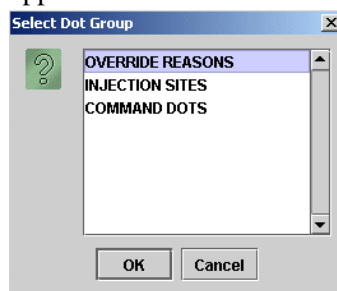 Select Dot Group
OVERRIDE REASONS
INJECTION SITES
COMMAND DOTS
OK
Cancel